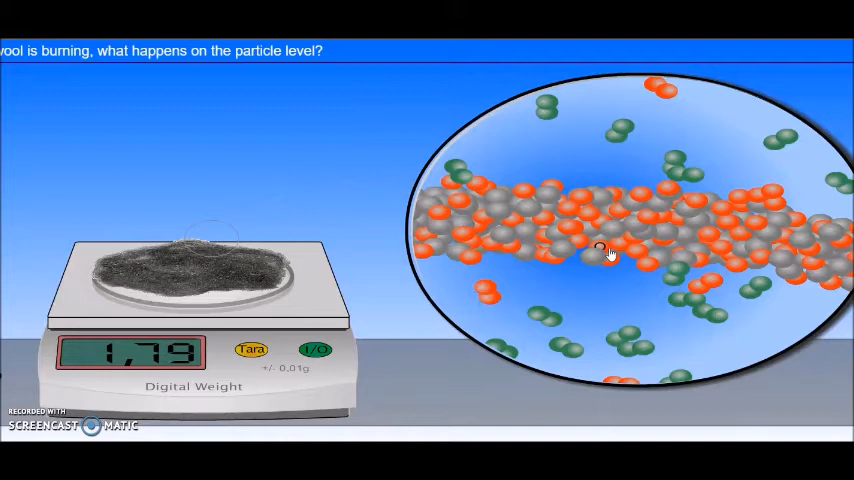 wool is burning, what happens on the particle level?
O
1,79
Tara
I/O
+/- 0,01g
Digital Weight
RECORDED WITH
SCREENCAST MATIC